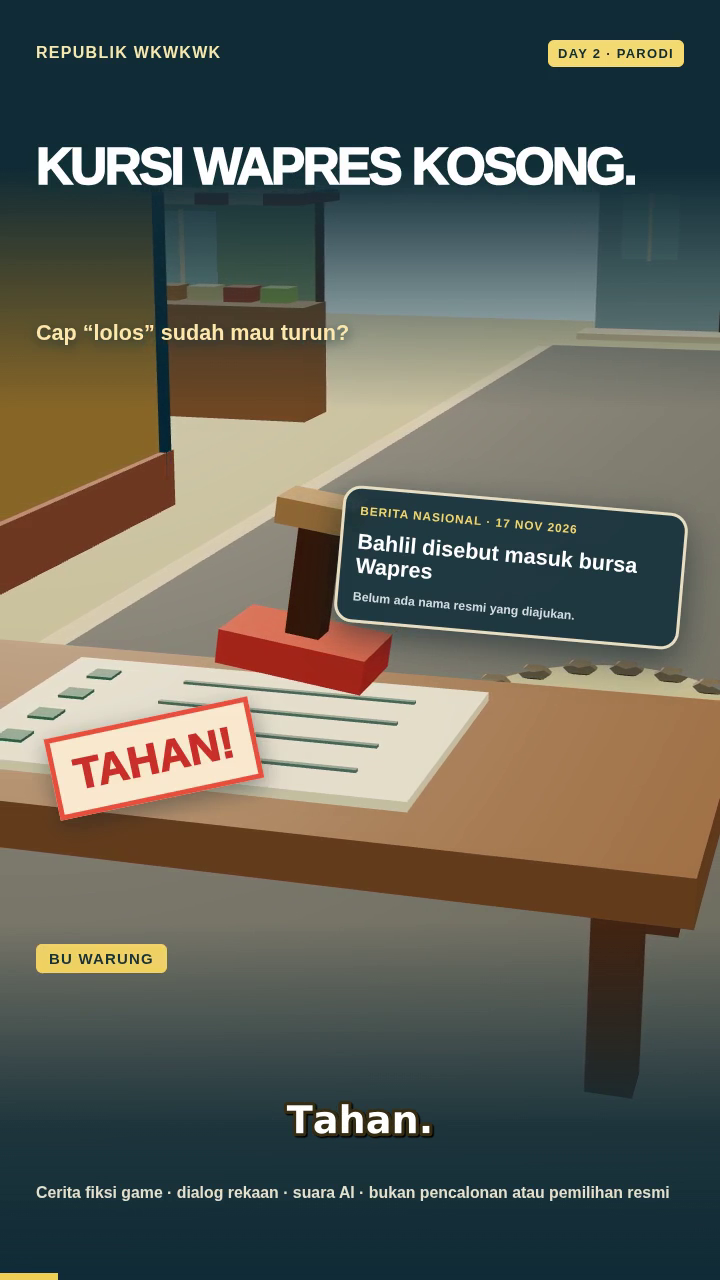 REPUBLIK WKWKWK
DAY 2 · PARODI
KURSI WAPRES KOSONG.
Cap “lolos” sudah mau turun?
BERITA NASIONAL · 17 NOV 2026
Bahlil disebut masuk bursa
Wapres
Belum ada nama resmi yang diajukan.
TAHAN!
BU WARUNG
Tahan.
Cerita fiksi game · dialog rekaan · suara AI · bukan pencalonan atau pemilihan resmi